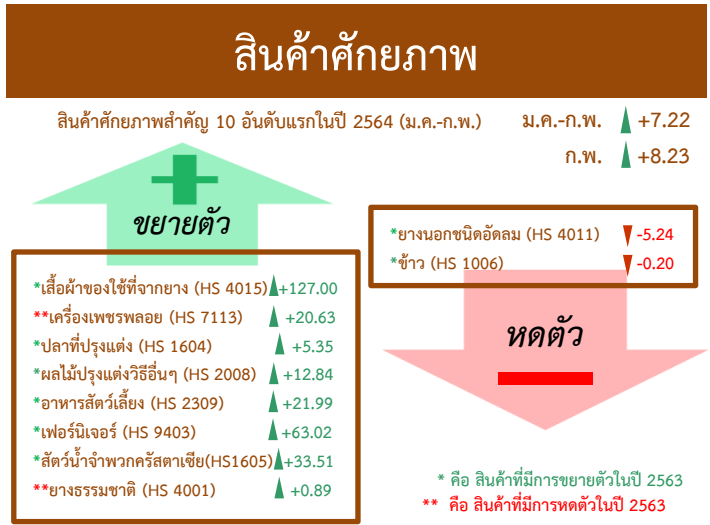 สินค้าศักยภาพ
สินค้าศักยภาพสำคัญ 10 อันดับแรกในปี 2564 (ม.ค.-ก.พ.)
ม.ค.-ก.พ. +7.22
ก.พ. +8.23
ขยายตัว
*เสื้อผ้าของใช้ที่จากยาง (HS 4015) +127.00
**เครื่องเพชรพลอย (HS 7113) +20.63
*ปลาที่ปรุงแต่ง (HS 1604) +5.35
*ผลไม้ปรุงแต่งวิธีอื่นๆ (HS 2008) +12.84
*อาหารสัตว์เลี้ยง (HS 2309) +21.99
*เฟอร์นิเจอร์ (HS 9403) +63.02
*สัตว์น้ำจำพวกครัสตาเซีย(HS1605) +33.51
**ยางธรรมชาติ (HS 4001) +0.89
*ยางนอกชนิดอัดลม (HS 4011) -5.24
*ข้าว (HS 1006) -0.20
หดตัว
* คือ สินค้าที่มีการขยายตัวในปี 2563
** คือ สินค้าที่มีการหดตัวในปี 2563